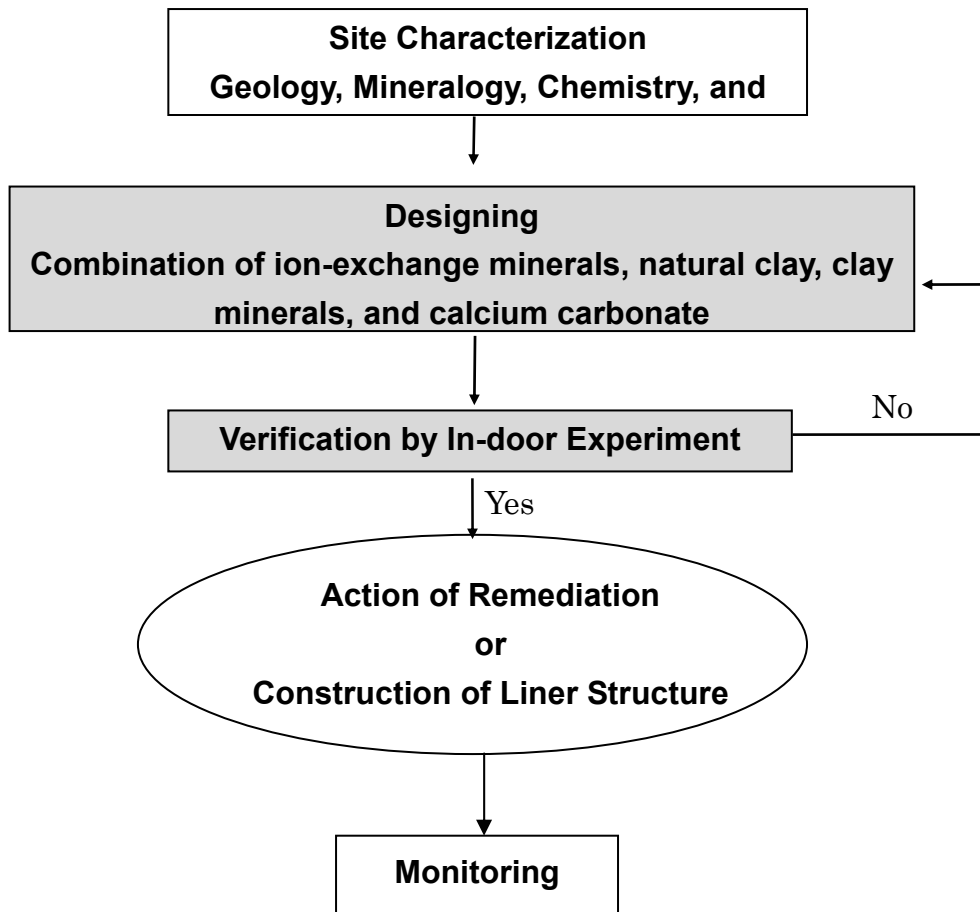 Site Characterization
Geology, Mineralogy, Chemistry, and
Designing
Combination of ion-exchange minerals, natural clay, clay
minerals, and calcium carbonate
No
Verification by In-door Experiment
Yes
Action of Remediation
or
Construction of Liner Structure
Monitoring